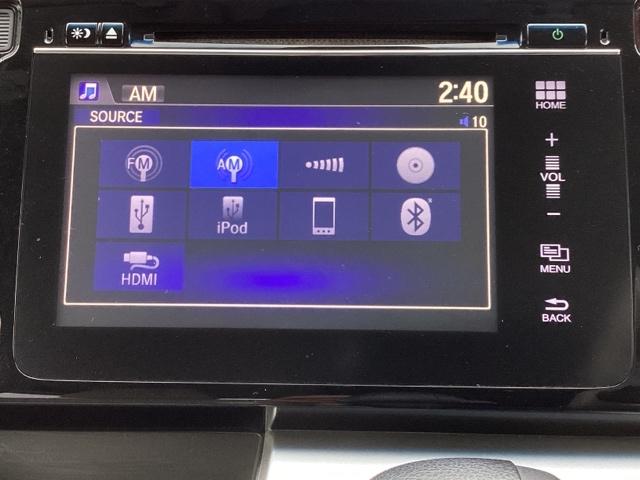 AM
2:40
HOME
SOURCE
10
FM
AM
+
VOL
−
iPod
HDMI
MENU
BACK